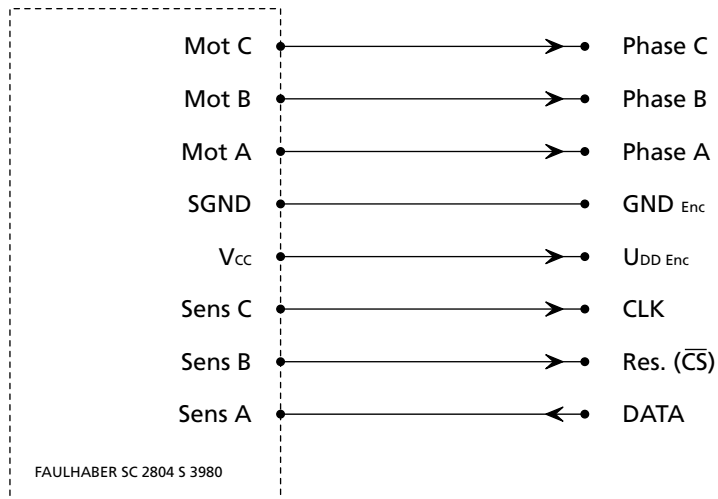 Mot C Phase C
Mot B Phase B
Mot A Phase A
SGND GND Enc
Vcc UDD Enc
Sens C CLK
Sens B Res. (C̅S̅)
Sens A DATA
FAULHABER SC 2804 S 3980